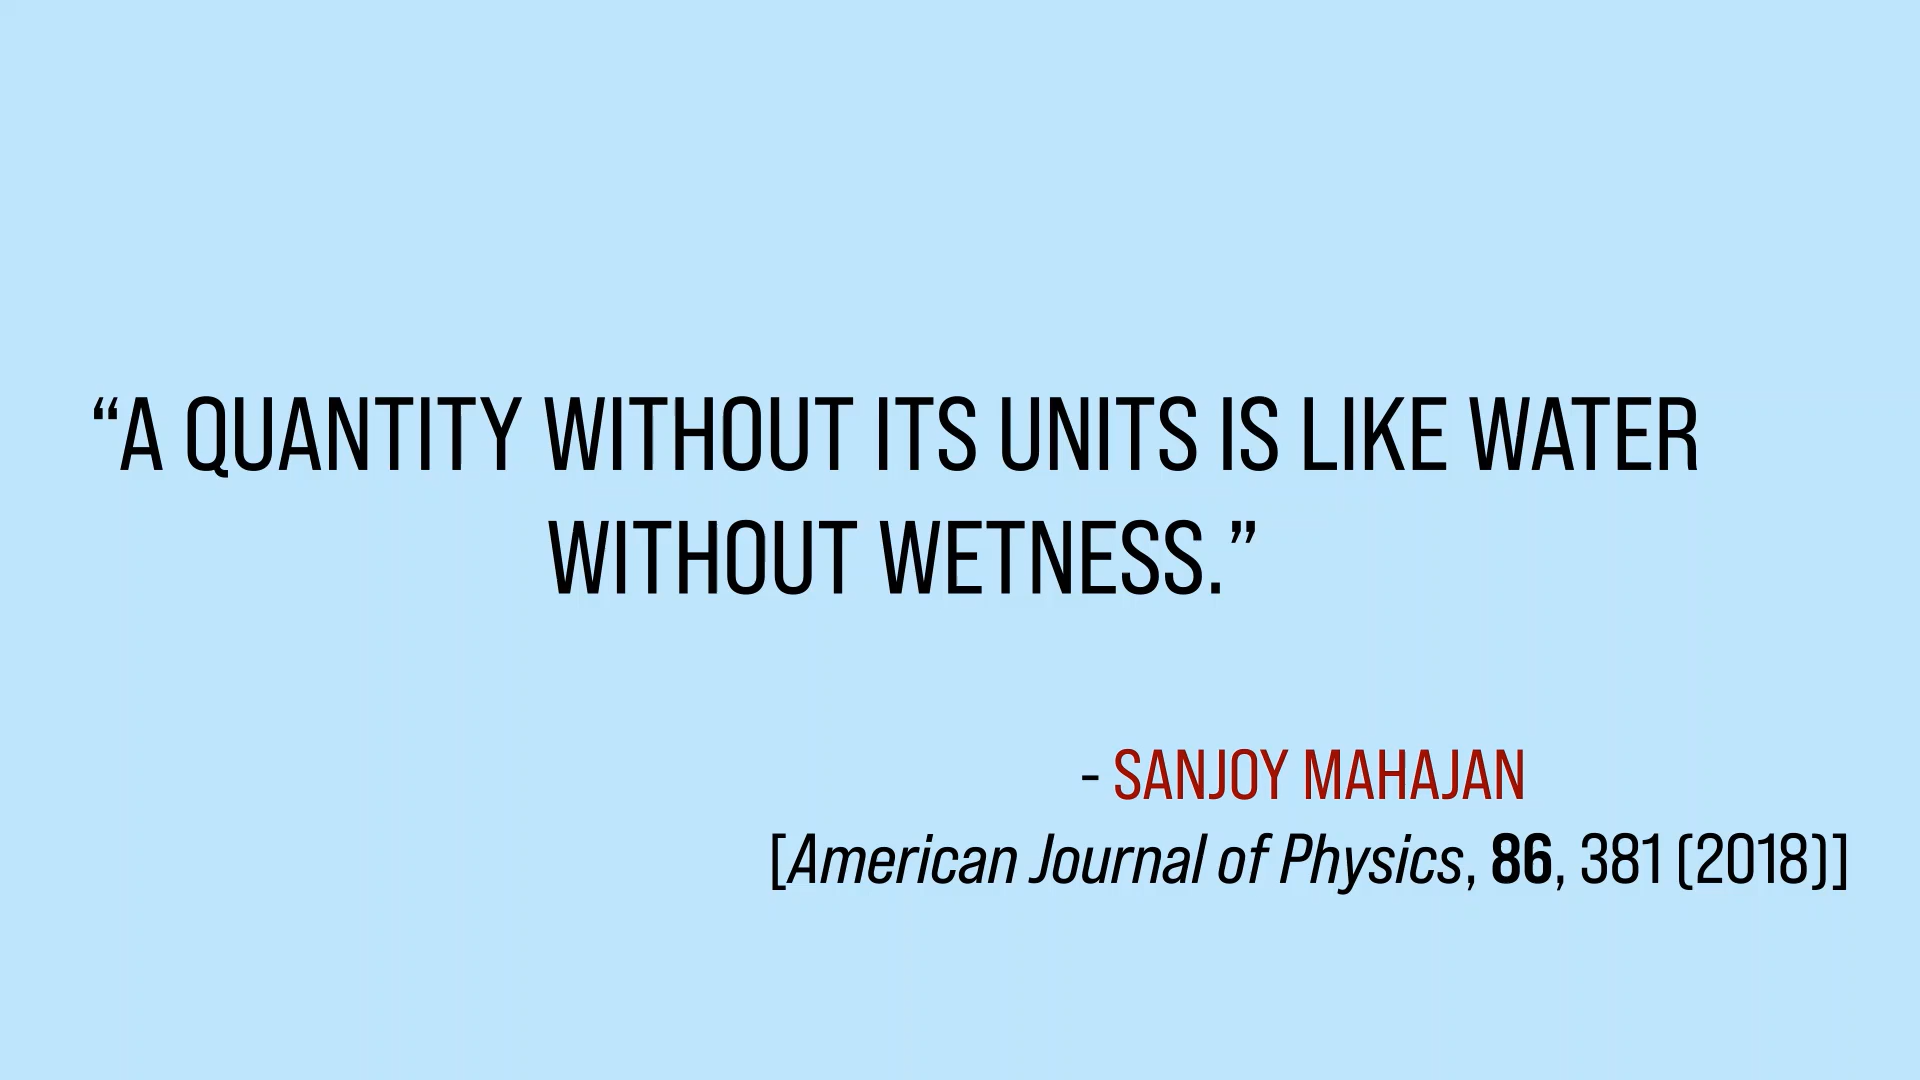 “A QUANTITY WITHOUT ITS UNITS IS LIKE WATER
WITHOUT WETNESS.”
- SANJOY MAHAJAN
[American Journal of Physics, 86, 381 (2018)]